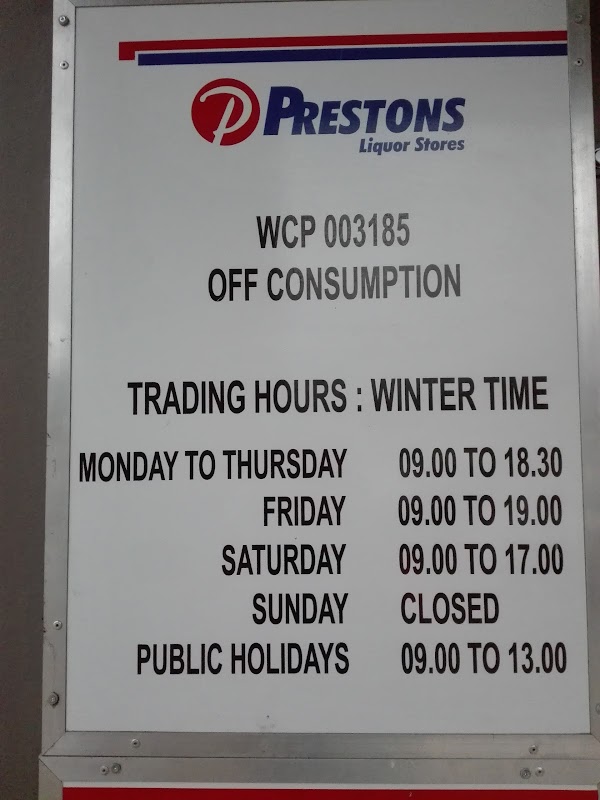 P PRESTONS
Liquor Stores
WCP 003185
OFF CONSUMPTION
TRADING HOURS : WINTER TIME
MONDAY TO THURSDAY 09.00 TO 18.30
FRIDAY 09.00 TO 19.00
SATURDAY 09.00 TO 17.00
SUNDAY CLOSED
PUBLIC HOLIDAYS 09.00 TO 13.00